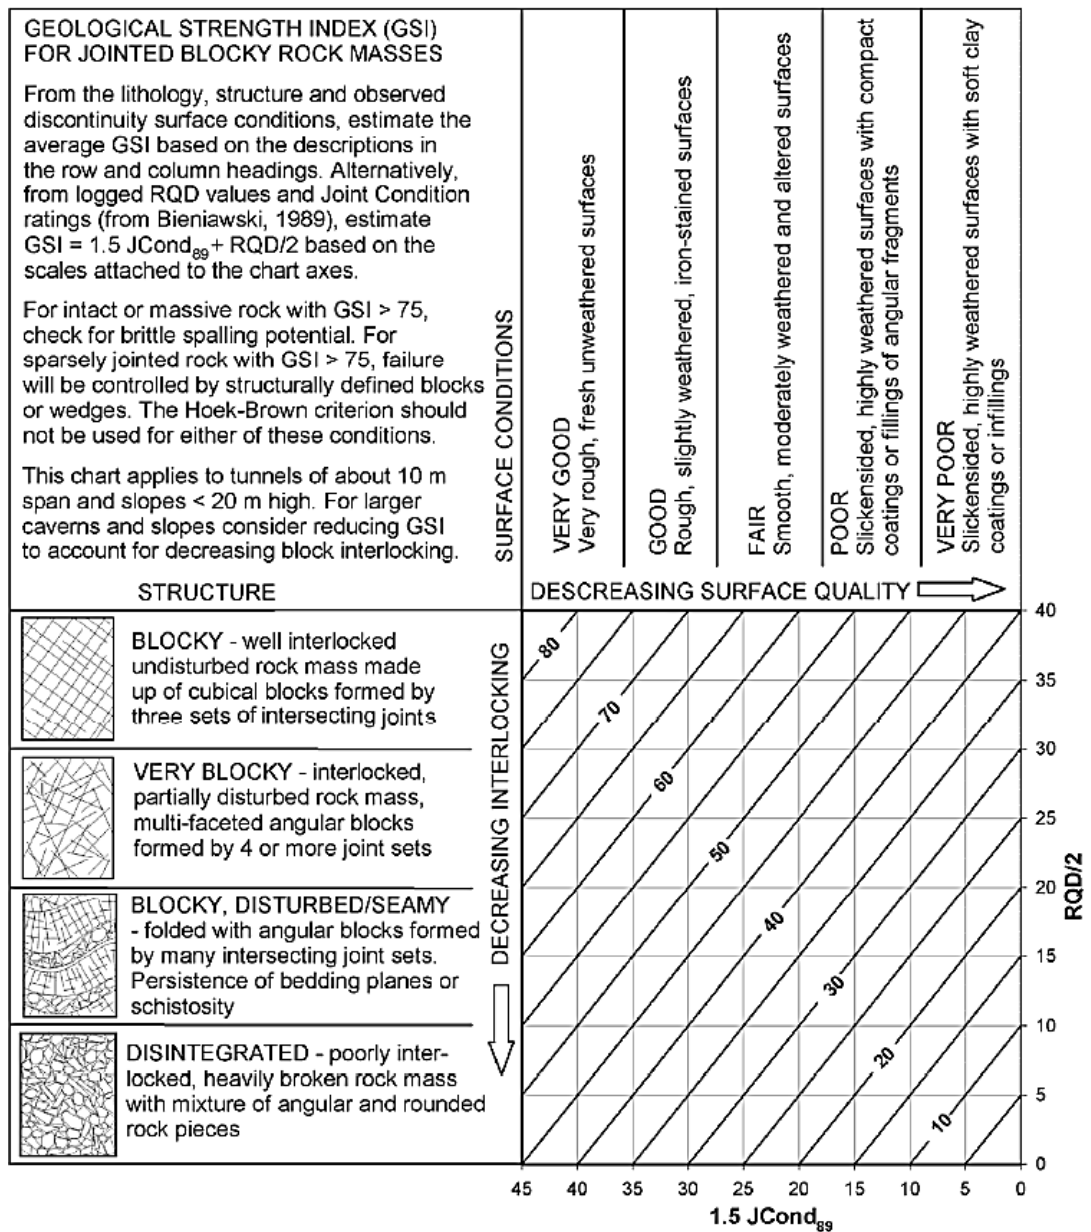 GEOLOGICAL STRENGTH INDEX (GSI)
FOR JOINTED BLOCKY ROCK MASSES
From the lithology, structure and observed
discontinuity surface conditions, estimate the
average GSI based on the descriptions in
the row and column headings. Alternatively,
from logged RQD values and Joint Condition
ratings (from Bieniawski, 1989), estimate
GSI = 1.5 JCond89 + RQD/2 based on the
scales attached to the chart axes.
For intact or massive rock with GSI > 75,
check for brittle spalling potential. For
sparsely jointed rock with GSI > 75, failure
will be controlled by structurally defined blocks
or wedges. The Hoek-Brown criterion should
not be used for either of these conditions.
This chart applies to tunnels of about 10 m
span and slopes < 20 m high. For larger
caverns and slopes consider reducing GSI
to account for decreasing block interlocking.
SURFACE CONDITIONS
VERY GOOD
Very rough, fresh unweathered surfaces
GOOD
Rough, slightly weathered, iron-stained surfaces
FAIR
Smooth, moderately weathered and altered surfaces
POOR
Slickensided, highly weathered surfaces with compact
coatings or fillings of angular fragments
VERY POOR
Slickensided, highly weathered surfaces with soft clay
coatings or infillings
STRUCTURE
DESCREASING SURFACE QUALITY
BLOCKY - well interlocked
undisturbed rock mass made
up of cubical blocks formed by
three sets of intersecting joints
VERY BLOCKY - interlocked,
partially disturbed rock mass,
multi-faceted angular blocks
formed by 4 or more joint sets
BLOCKY, DISTURBED/SEAMY
- folded with angular blocks formed
by many intersecting joint sets.
Persistence of bedding planes or
schistosity
DISINTEGRATED - poorly inter-
locked, heavily broken rock mass
with mixture of angular and rounded
rock pieces
DECREASING INTERLOCKING
80
70
60
50
40
30
20
10
40
35
30
25
20
15
10
5
0
RQD/2
45 40 35 30 25 20 15 10 5 0
1.5 JCond89